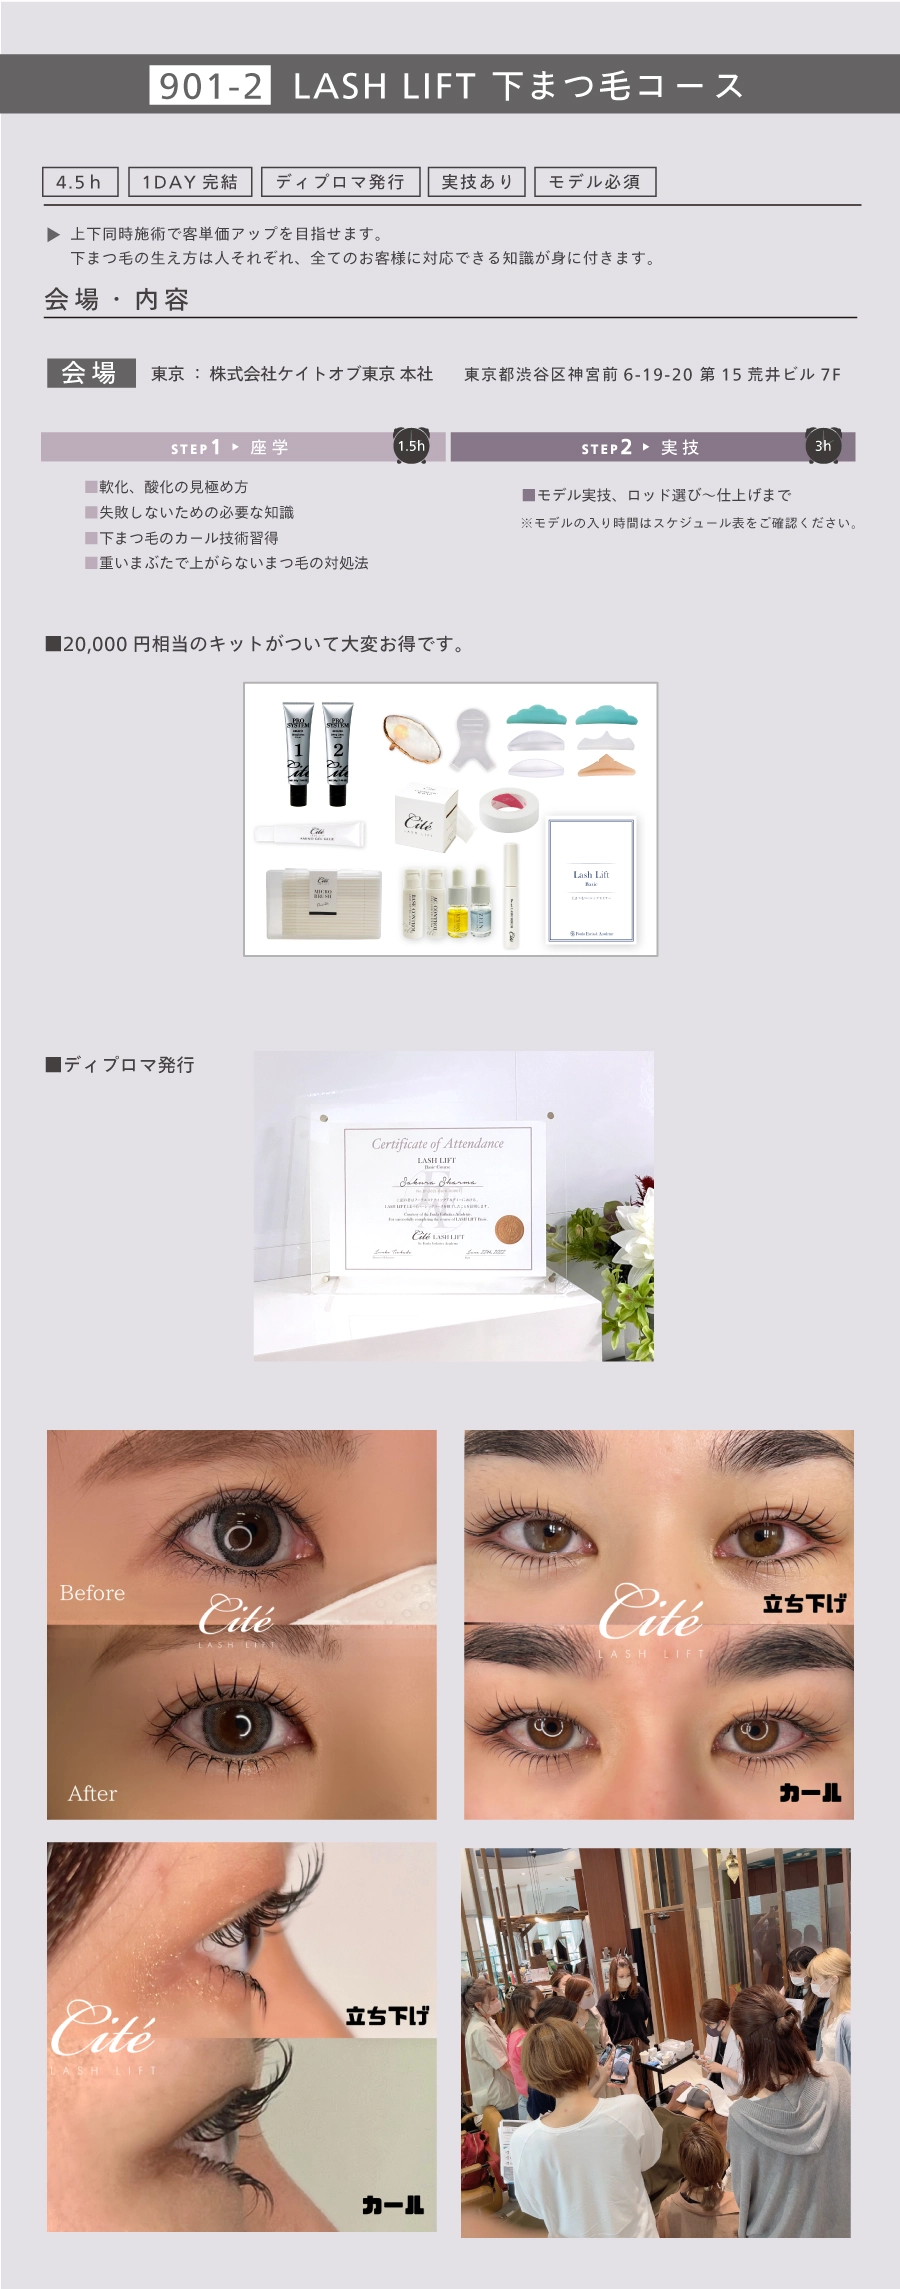 901-2 LASH LIFT 下まつ毛コース
4.5h 1DAY 完結 ディプロマ発行 実技あり モデル必須
▶ 上下同時施術で客単価アップを目指せます。
下まつ毛の生え方は人それぞれ、全てのお客様に対応できる知識が身に付きます。
会場・内容
会場 東京 : 株式会社ケイトオブ東京 本社 東京都渋谷区神宮前 6-19-20 第 15 荒井ビル 7F
STEP1 ▶ 座学 1.5h
■軟化、酸化の見極め方
■失敗しないための必要な知識
■下まつ毛のカール技術習得
■重いまぶたで上がらないまつ毛の対処法
STEP2 ▶ 実技 3h
■モデル実技、ロッド選び〜仕上げまで
※モデルの入り時間はスケジュール表をご確認ください。
■20,000 円相当のキットがついて大変お得です。
PRO SYSTEM
1
Cité
PRO SYSTEM
2
Cité
Cité
Cité
LASH LIFT
Cité
MICRO BRUSH
Cité
Lash Lift
Basic
■ディプロマ発行
Certificate of Attendance
LASH LIFT
Basic Course
Sakura Sharma
Cité LASH LIFT
Before
Cité
LASH LIFT
After
立ち下げ
Cité
LASH LIFT
カール
立ち下げ
Cité
LASH LIFT
カール